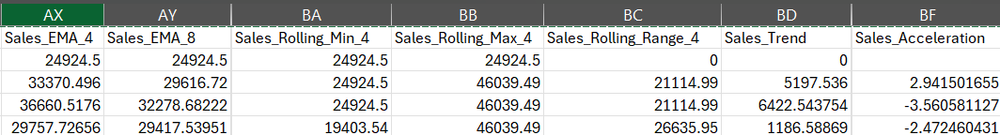 AX AY BA BB BC BD BF
Sales_EMA_4 Sales_EMA_8 Sales_Rolling_Min_4 Sales_Rolling_Max_4 Sales_Rolling_Range_4 Sales_Trend Sales_Acceleration
24924.5 24924.5 24924.5 24924.5 0 0
33370.496 29616.72 24924.5 46039.49 21114.99 5197.536 2.941501655
36660.5176 32278.68222 24924.5 46039.49 21114.99 6422.543754 -3.560581127
29757.72656 29417.53951 19403.54 46039.49 26635.95 1186.58869 -2.472460431